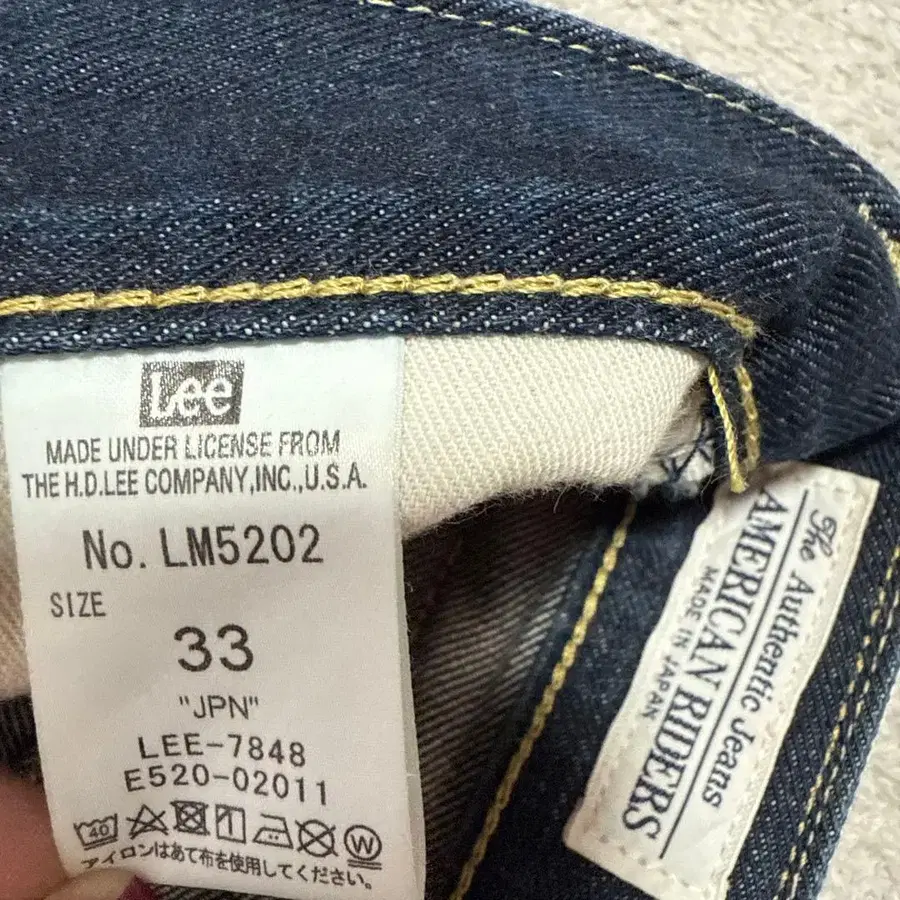 Lee
MADE UNDER LICENSE FROM
THE H.D.LEE COMPANY,INC.,U.S.A.
No. LM5202
SIZE
33
"JPN"
LEE-7848
E520-02011
40
W
アイロンはあて布を使用してください。
The Authentic Jeans
AMERICAN RIDERS
MADE IN JAPAN